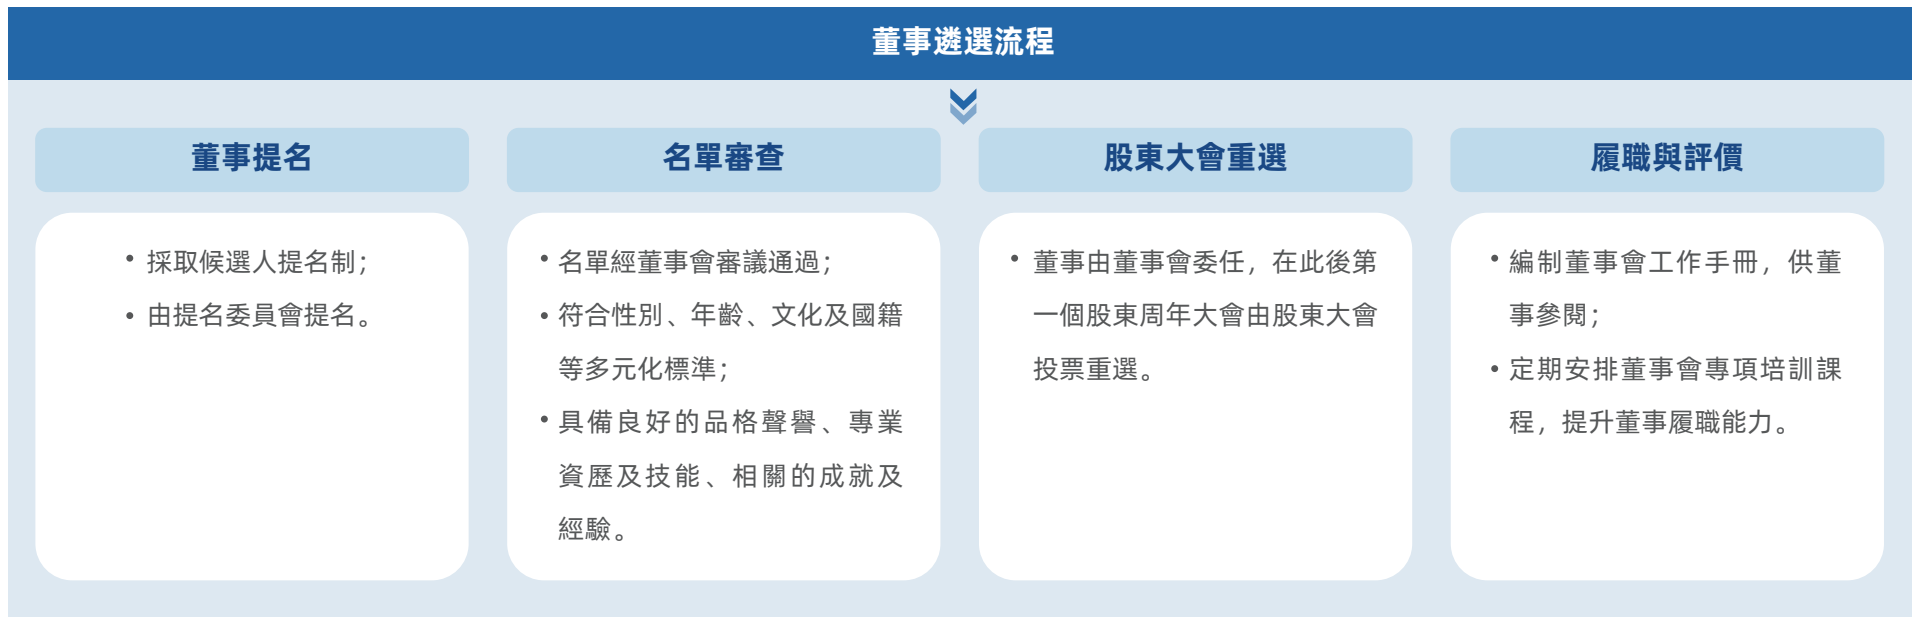 董事遴選流程
董事提名
• 採取候選人提名制；
• 由提名委員會提名。
名單審查
• 名單經董事會審議通過；
• 符合性別、年齡、文化及國籍
等多元化標準；
• 具備良好的品格聲譽、專業
資歷及技能、相關的成就及
經驗。
股東大會重選
• 董事由董事會委任，在此後第
一個股東周年大會由股東大會
投票重選。
履職與評價
• 編制董事會工作手冊，供董
事參閱；
• 定期安排董事會專項培訓課
程，提升董事履職能力。